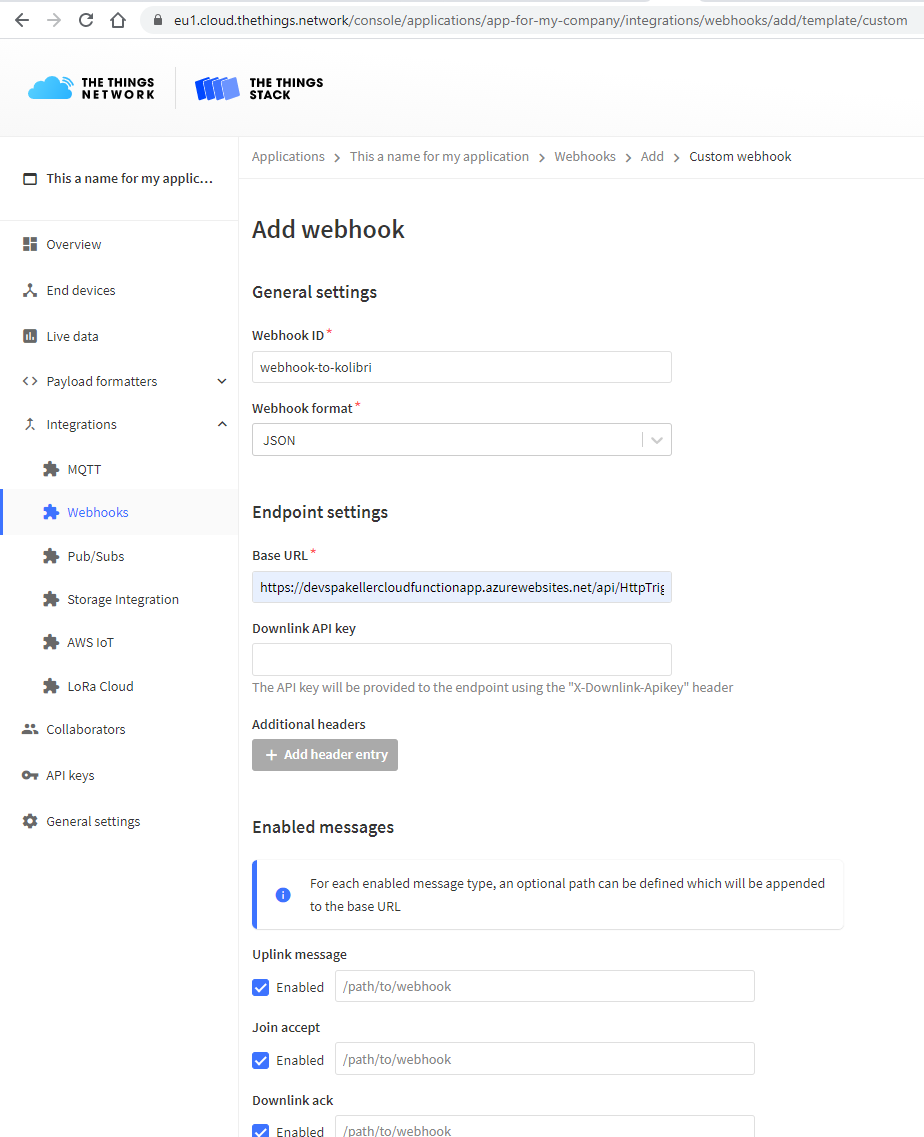 eu1.cloud.thethings.network/console/applications/app-for-my-company/integrations/webhooks/add/template/custom
THE THINGS
NETWORK
THE THINGS
STACK
This a name for my applic...
Overview
End devices
Live data
Payload formatters
Integrations
MQTT
Webhooks
Pub/Subs
Storage Integration
AWS IoT
LoRa Cloud
Collaborators
API keys
General settings
Applications > This a name for my application > Webhooks > Add > Custom webhook
Add webhook
General settings
Webhook ID *
webhook-to-kolibri
Webhook format *
JSON
Endpoint settings
Base URL *
https://devspakellercloudfunctionapp.azurewebsites.net/api/HttpTrig
Downlink API key
The API key will be provided to the endpoint using the "X-Downlink-Apikey" header
Additional headers
+ Add header entry
Enabled messages
For each enabled message type, an optional path can be defined which will be appended
to the base URL
Uplink message
Enabled /path/to/webhook
Join accept
Enabled /path/to/webhook
Downlink ack
Enabled /path/to/webhook